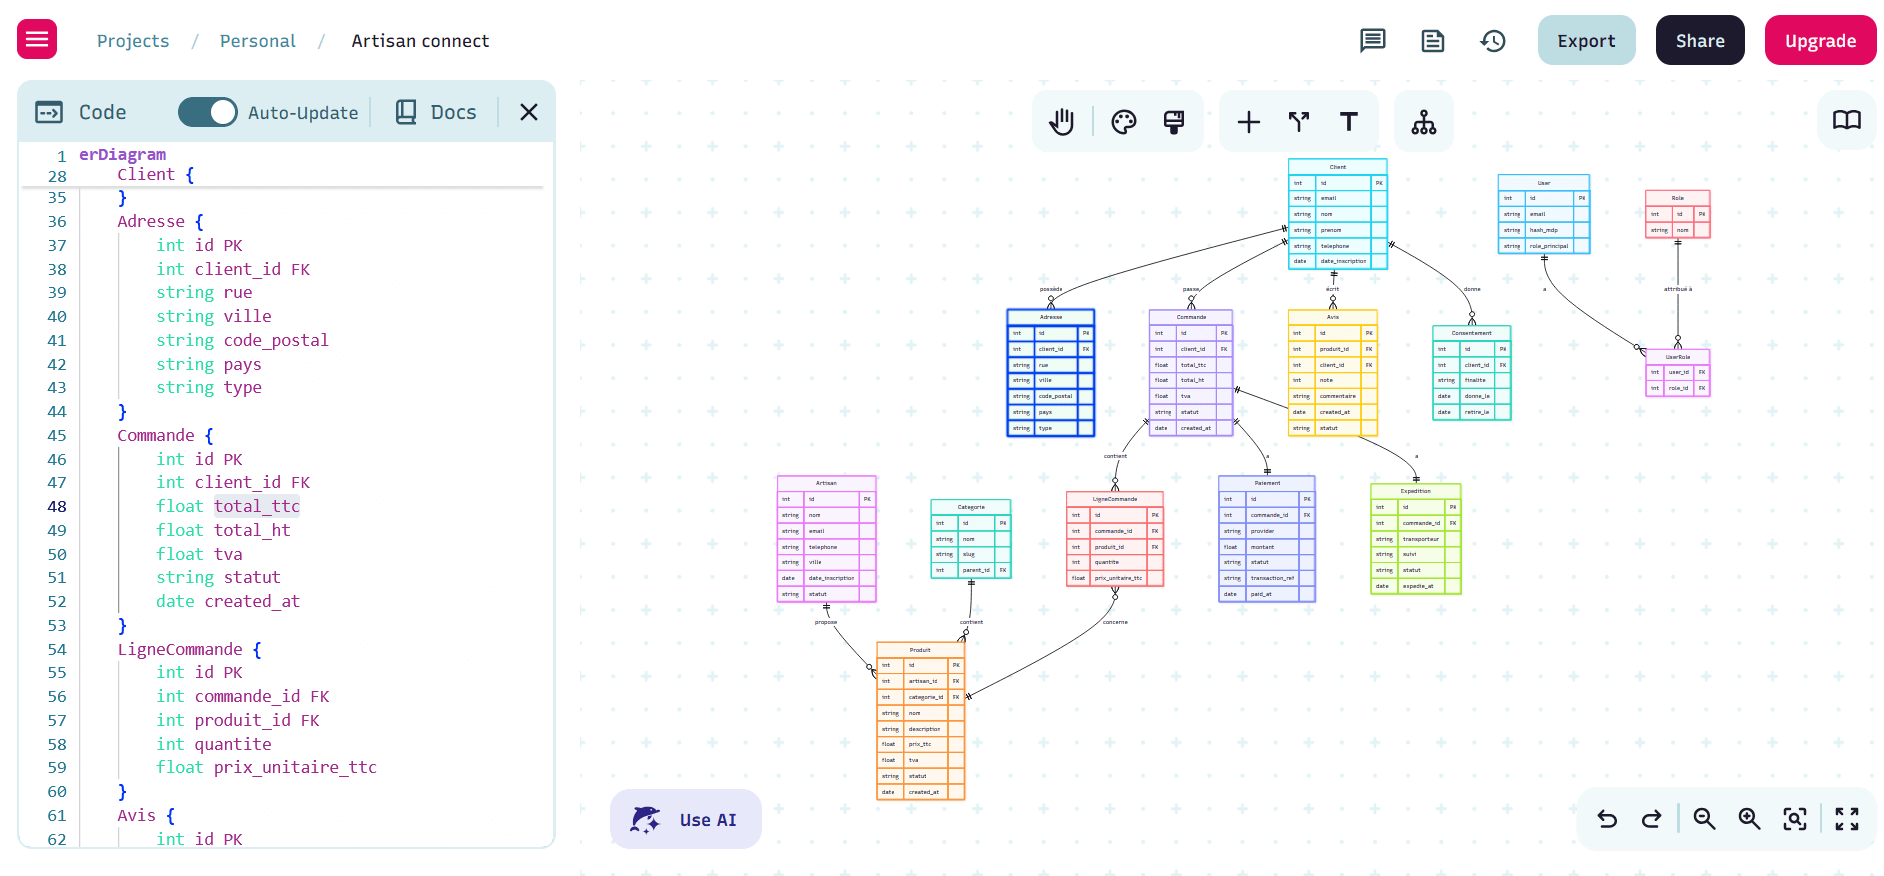 Projects / Personal / Artisan connect
Export
Share
Upgrade
Code
Auto-Update
Docs
1 erDiagram
28 Client {
35 }
36 Adresse {
37 int id PK
38 int client_id FK
39 string rue
40 string ville
41 string code_postal
42 string pays
43 string type
44 }
45 Commande {
46 int id PK
47 int client_id FK
48 float total_ttc
49 float total_ht
50 float tva
51 string statut
52 date created_at
53 }
54 LigneCommande {
55 int id PK
56 int commande_id FK
57 int produit_id FK
58 int quantite
59 float prix_unitaire_ttc
60 }
61 Avis {
62 int id PK
T
Client
int id PK
string email
string nom
string prenom
string telephone
date date_inscription
User
int id PK
string email
string hash_mdp
string role_principal
Role
int id PK
string nom
possède
passe
écrit
donne
a
attribué à
Adresse
int id PK
int client_id FK
string rue
string ville
string code_postal
string pays
string type
Commande
int id PK
int client_id FK
float total_ttc
float total_ht
float tva
string statut
date created_at
Avis
int id PK
int produit_id FK
int client_id FK
int note
string commentaire
date created_at
string statut
Consentement
int id PK
int client_id FK
string finalite
date donne_le
date retire_le
UserRole
int user_id FK
int role_id FK
contient
a
a
Artisan
int id PK
string nom
string email
string telephone
string ville
date date_inscription
string statut
Categorie
int id PK
string nom
string slug
int parent_id FK
LigneCommande
int id PK
int commande_id FK
int produit_id FK
int quantite
float prix_unitaire_ttc
Paiement
int id PK
int commande_id FK
string provider
float montant
string statut
string transaction_ref
date paid_at
Expedition
int id PK
int commande_id FK
string transporteur
string suivi
string statut
date expedie_at
propose
contient
concerne
Produit
int id PK
int artisan_id FK
int categorie_id FK
string nom
string description
float prix_ttc
float tva
string statut
date created_at
Use AI